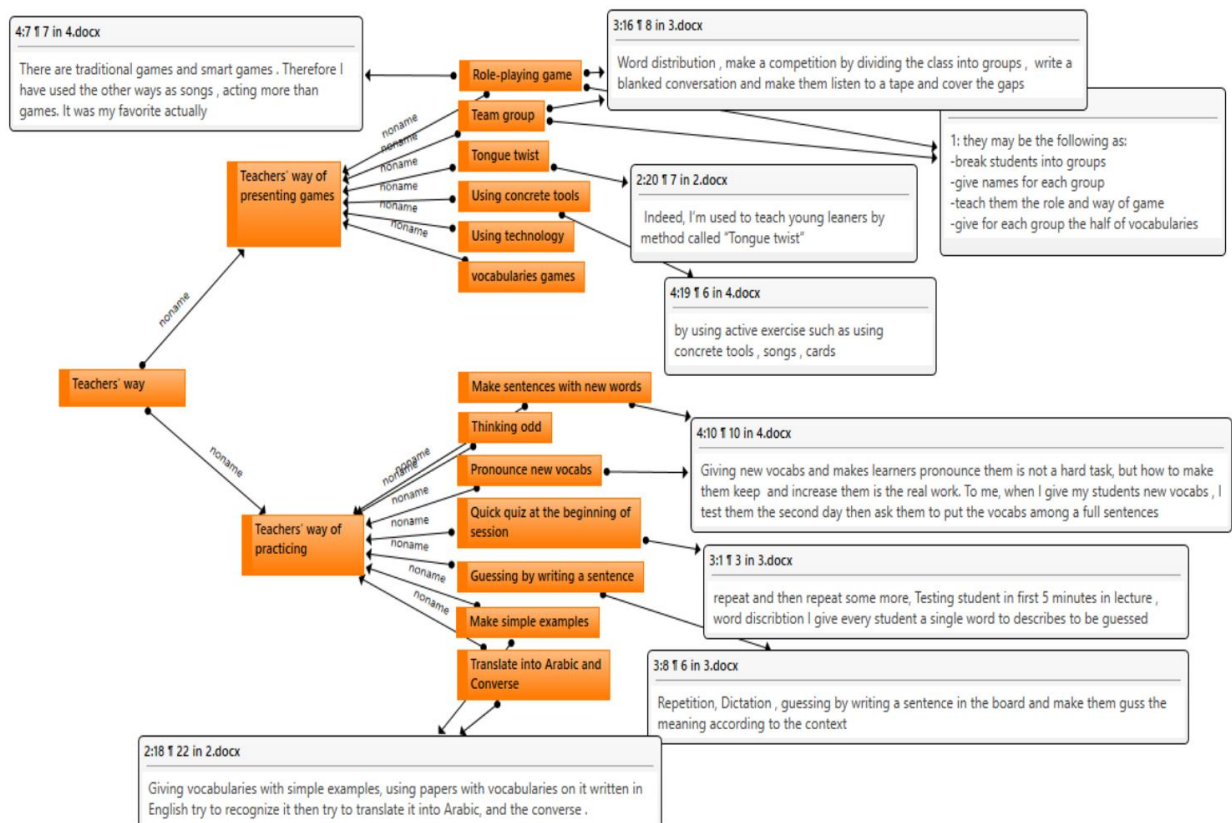 4:7 ¶ 7 in 4.docx
There are traditional games and smart games . Therefore I
have used the other ways as songs , acting more than
games. It was my favorite actually
3:16 ¶ 8 in 3.docx
Word distribution , make a competition by dividing the class into groups , write a
blanked conversation and make them listen to a tape and cover the gaps
1: they may be the following as:
-break students into groups
-give names for each group
-teach them the role and way of game
-give for each group the half of vocabularies
Role-playing game
Team group
Tongue twist
Using concrete tools
Using technology
vocabularies games
noname
noname
noname
noname
noname
noname
Teachers` way of
presenting games
2:20 ¶ 7 in 2.docx
Indeed, I’m used to teach young leaners by
method called “Tongue twist”
4:19 ¶ 6 in 4.docx
by using active exercise such as using
concrete tools , songs , cards
noname
Teachers` way
noname
Make sentences with new words
Thinking odd
Pronounce new vocabs
Quick quiz at the beginning of
session
Guessing by writing a sentence
Make simple examples
Translate into Arabic and
Converse
noname
noname
noname
noname
noname
noname
noname
Teachers` way of
practicing
4:10 ¶ 10 in 4.docx
Giving new vocabs and makes learners pronounce them is not a hard task, but how to make
them keep and increase them is the real work. To me, when I give my students new vocabs , I
test them the second day then ask them to put the vocabs among a full sentences
3:1 ¶ 3 in 3.docx
repeat and then repeat some more, Testing student in first 5 minutes in lecture ,
word discribtion I give every student a single word to describes to be guessed
3:8 ¶ 6 in 3.docx
Repetition, Dictation , guessing by writing a sentence in the board and make them guss the
meaning according to the context
2:18 ¶ 22 in 2.docx
Giving vocabularies with simple examples, using papers with vocabularies on it written in
English try to recognize it then try to translate it into Arabic, and the converse .